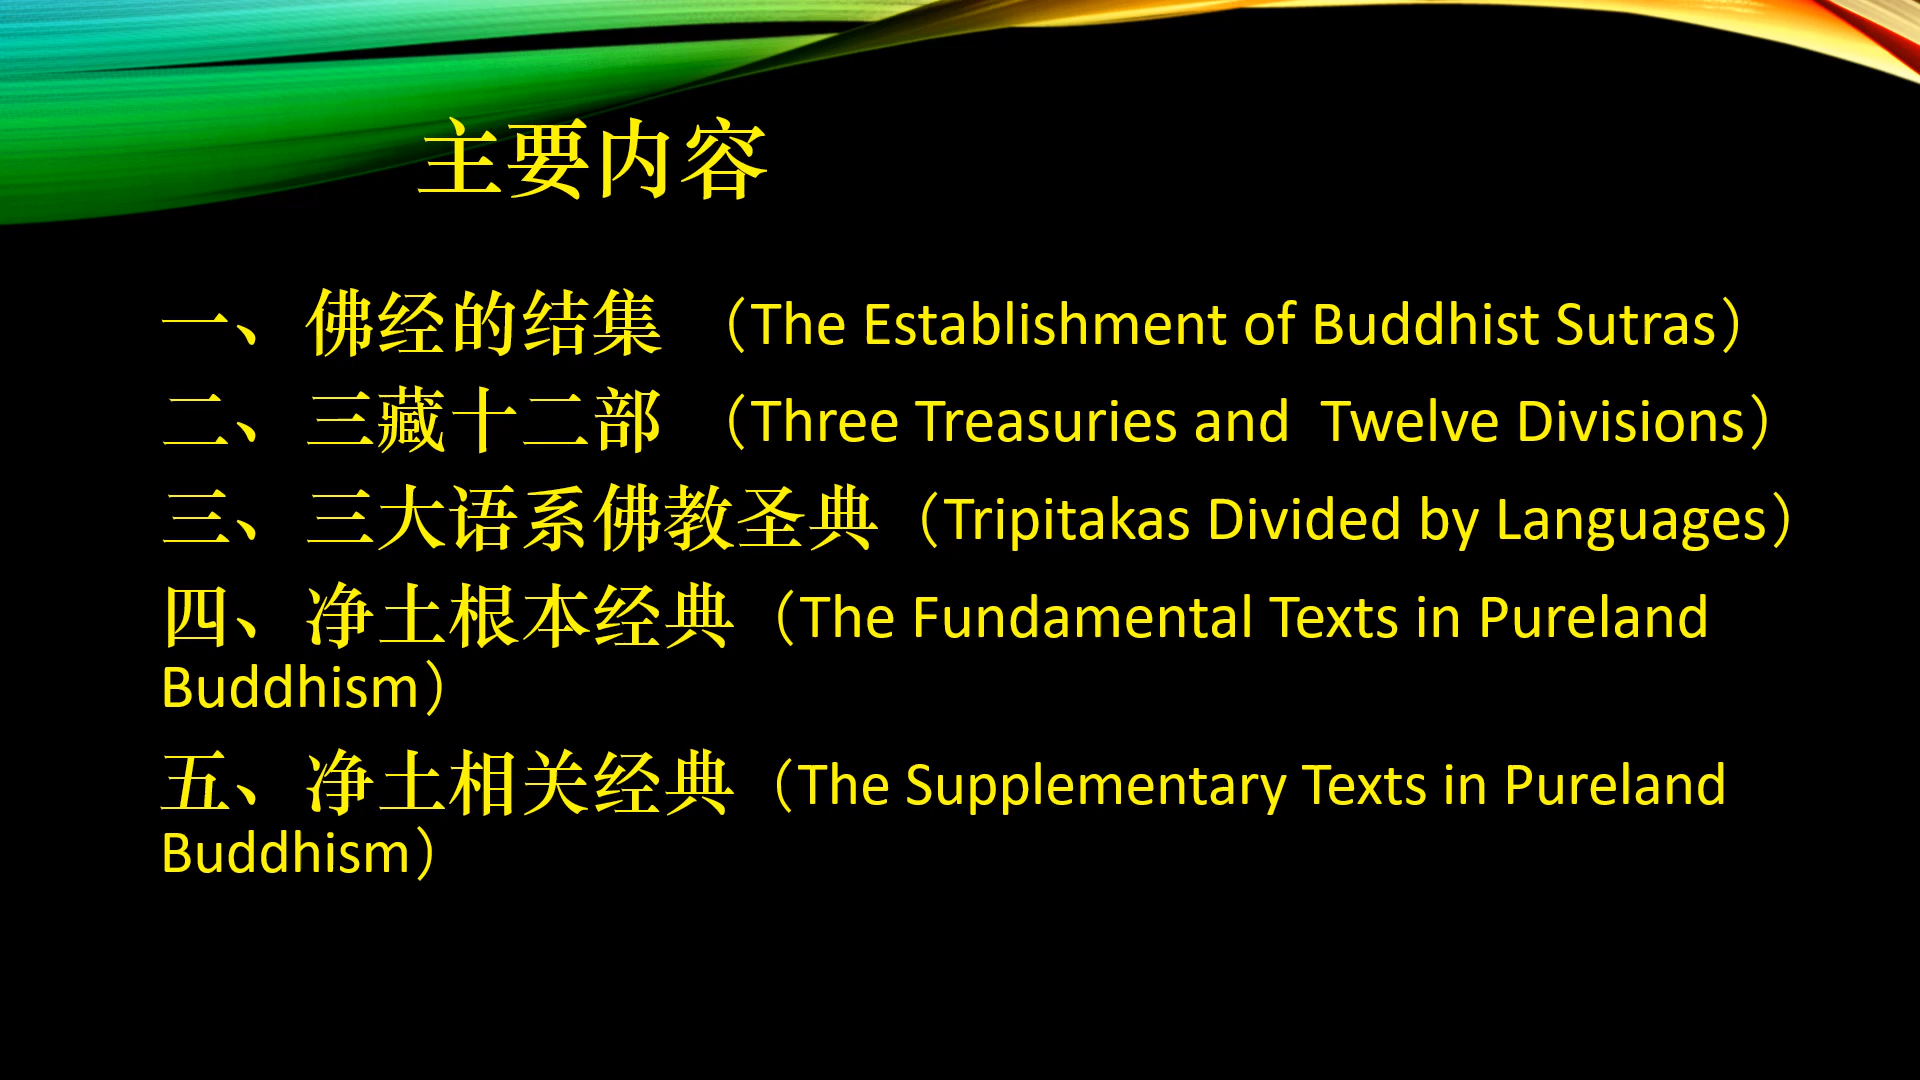 主要内容
一、佛经的结集 （The Establishment of Buddhist Sutras）
二、三藏十二部 （Three Treasuries and  Twelve Divisions）
三、三大语系佛教圣典（Tripitakas Divided by Languages）
四、净土根本经典（The Fundamental Texts in Pureland
Buddhism）
五、净土相关经典（The Supplementary Texts in Pureland
Buddhism）